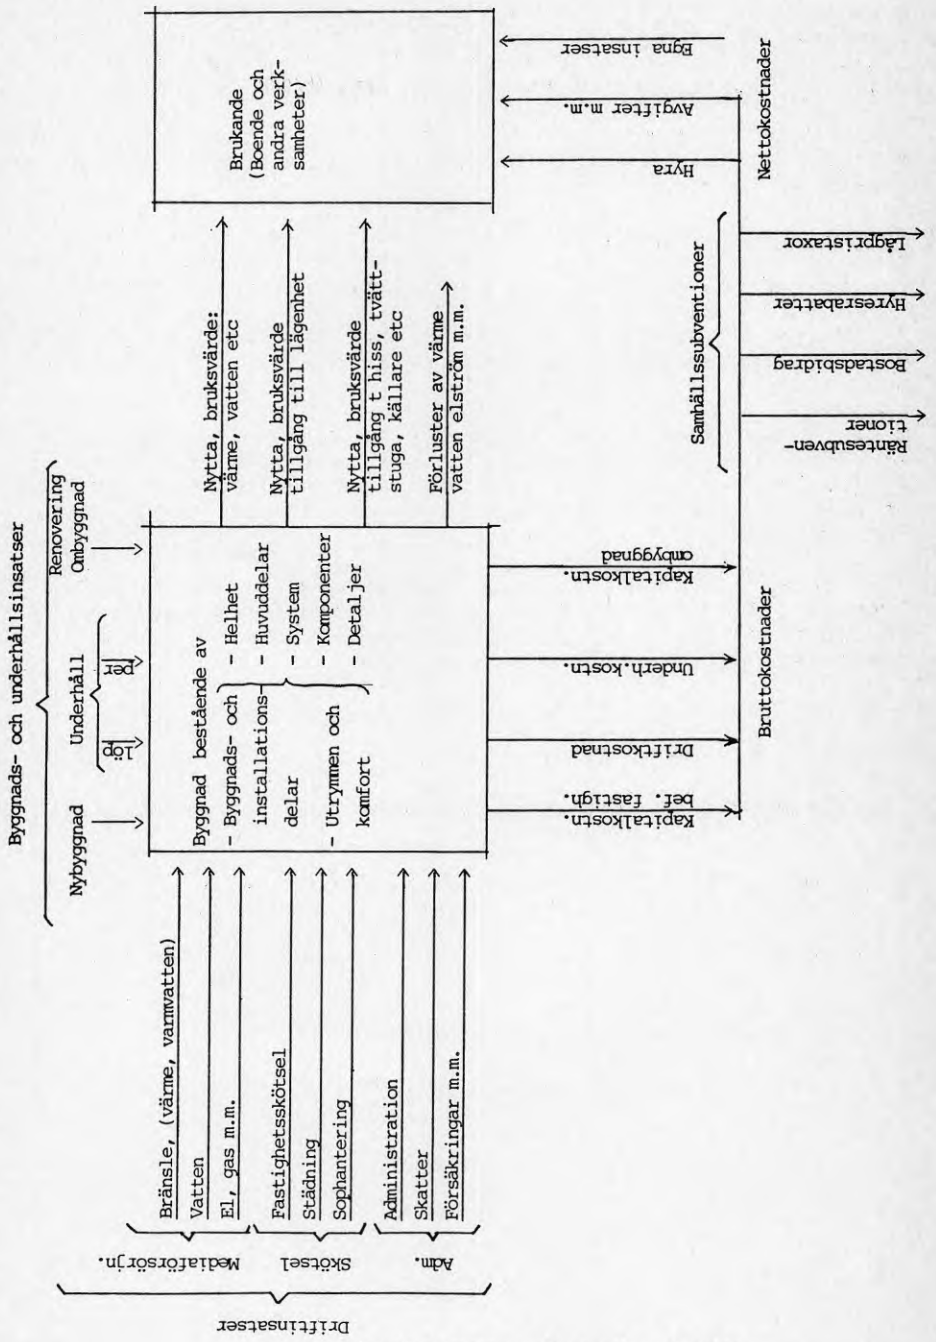 Byggnads- och underhållsinsatser
Nybyggnad
Underhåll
löp
per
Renovering
Ombyggnad
Driftinsatser
Mediaförsörjn.
Bränsle, (värme, varmvatten)
Vatten
El, gas m.m.
Skötsel
Fastighetsskötsel
Städning
Sophantering
Adm.
Administration
Skatter
Försäkringar m.m.
Byggnad bestående av
- Byggnads- och
installations-
delar
- Utrymmen och
komfort
- Helhet
- Huvuddelar
- System
- Komponenter
- Detaljer
Nytta, bruksvärde:
värme, vatten etc
Nytta, bruksvärde
tillgång till lägenhet
Nytta, bruksvärde
tillgång t hiss, tvätt-
stuga, källare etc
Förluster av värme
vatten elström m.m.
Brukande
(Boende och
andra verk-
samheter)
Kapitalkostn.
bef. fastigh.
Driftkostnad
Underh.kostn.
Kapitalkostn.
ombyggnad
Bruttokostnader
Samhällssubventioner
Räntesubven-
tioner
Bostadsbidrag
Hyresrabatter
Lågpristaxor
Hyra
Avgifter m.m.
Egna insatser
Nettokostnader